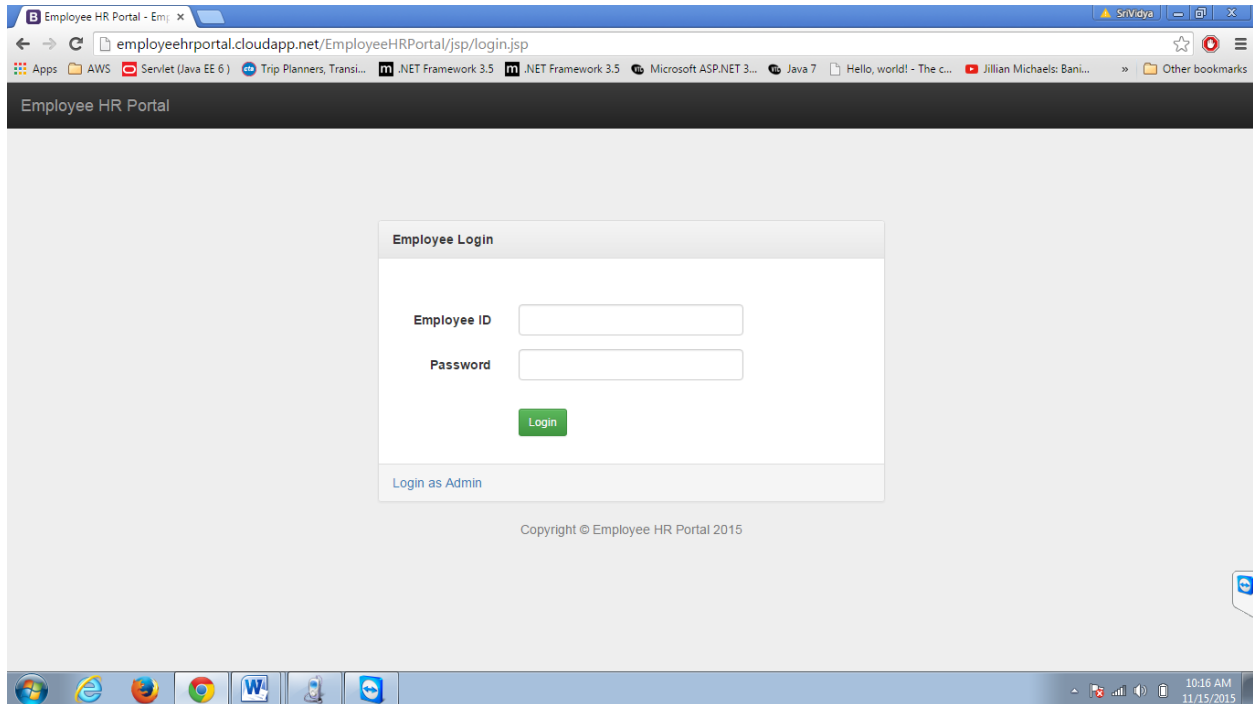 Employee HR Portal - Emp
SriVidya
employeehrportal.cloudapp.net/EmployeeHRPortal/jsp/login.jsp
Apps AWS Servlet (Java EE 6 ) Trip Planners, Transi... .NET Framework 3.5 .NET Framework 3.5 Microsoft ASP.NET 3... Java 7 Hello, world! - The c... Jillian Michaels: Bani... » Other bookmarks
Employee HR Portal
Employee Login
Employee ID
Password
Login
Login as Admin
Copyright © Employee HR Portal 2015
10:16 AM
11/15/2015